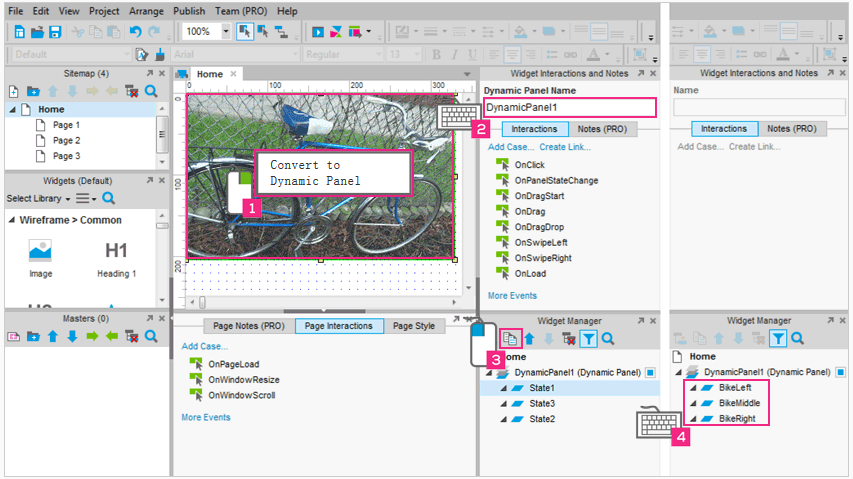 File Edit View Project Arrange Publish Team (PRO) Help
100%
Default Arial Regular 13 B I U A A
Sitemap (4)
Home
Page 1
Page 2
Page 3
Widgets (Default)
Select Library
Wireframe > Common
Image
H1
Heading 1
Masters (0)
Home
0 100 200 300
0
100
200
Convert to
Dynamic Panel
1
Page Notes (PRO) Page Interactions Page Style
Add Case...
OnPageLoad
OnWindowResize
OnWindowScroll
More Events
Widget Interactions and Notes
Dynamic Panel Name
DynamicPanel1
2
Interactions Notes (PRO)
Add Case... Create Link...
OnClick
OnPanelStateChange
OnDragStart
OnDrag
OnDragDrop
OnSwipeLeft
OnSwipeRight
OnLoad
More Events
Widget Manager
3
Home
DynamicPanel1 (Dynamic Panel)
State1
State3
State2
Widget Interactions and Notes
Name
Interactions Notes (PRO)
Add Case... Create Link...
Widget Manager
Home
DynamicPanel1 (Dynamic Panel)
BikeLeft
BikeMiddle
BikeRight
4